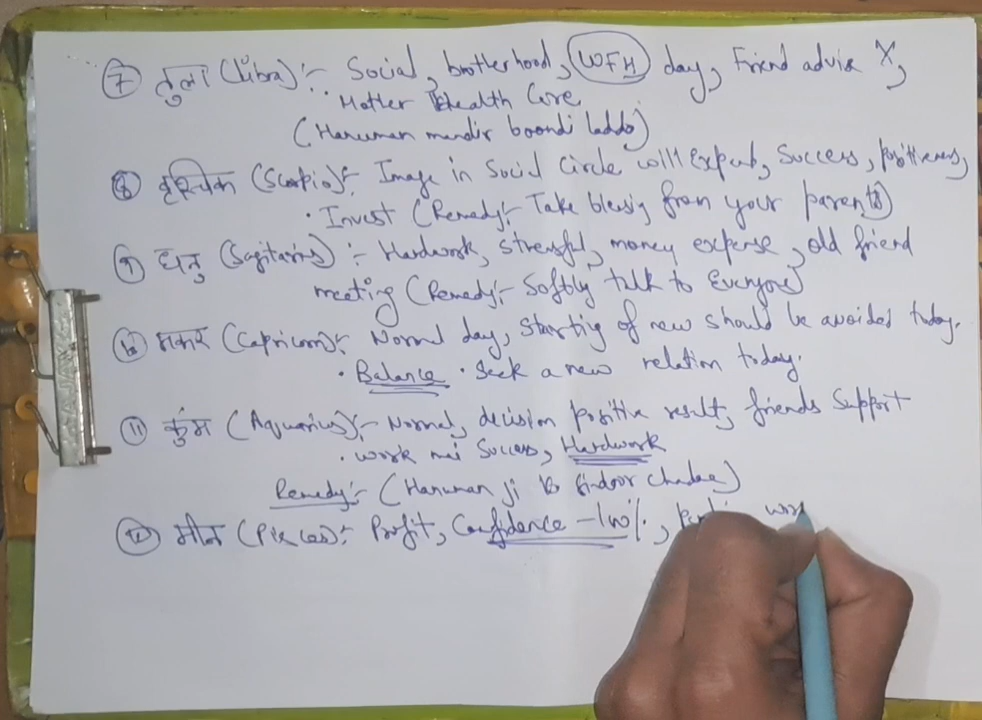 ⑦ तुला (Libra):- Social, brotherhood, WFH day, Friend advice X,
. . Mother Health Care
(Hanuman mandir boondi laddo)
⑧ वृश्चिक (Scorpio):- Image in Social Circle will Expend, Success, positiveness,
. Invest (Remedy:- Take blessing from your parents)
⑨ धनु (Sagitarius) :- Hardwork, stressful, money expense, old friend
meeting (Remedy:- Softly talk to Everyone)
⑩ मकर (Capricorn):- Normal day, Starting of new should be avoided today.
. Balance . Seek a new relation today.
⑪ कुंभ (Aquarius):- Normal, decision positive result, friends Support
. work mei Success, Hardwork
Remedy:- (Hanuman ji ko Sindoor Chadae)
⑫ मीन (Pisces):- Profit, Confidence - 100%,